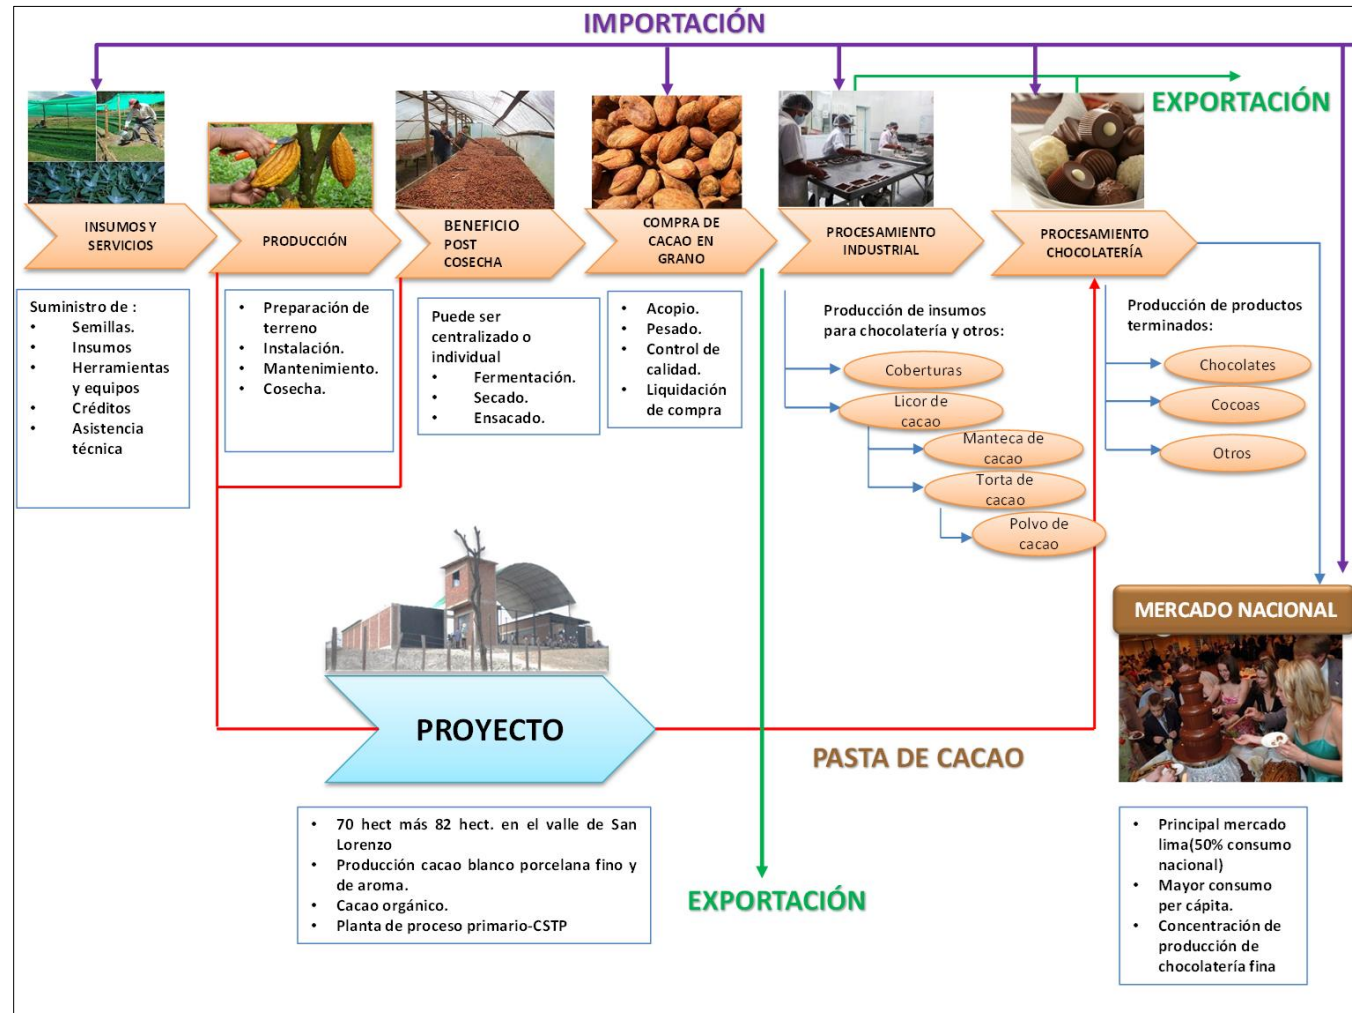 IMPORTACIÓN
EXPORTACIÓN
INSUMOS Y
SERVICIOS
PRODUCCIÓN
BENEFICIO
POST
COSECHA
COMPRA DE
CACAO EN
GRANO
PROCESAMIENTO
INDUSTRIAL
PROCESAMIENTO
CHOCOLATERÍA
Suministro de :
• Semillas.
• Insumos
• Herramientas
y equipos
• Créditos
• Asistencia
técnica
• Preparación de
terreno
• Instalación.
• Mantenimiento.
• Cosecha.
Puede ser
centralizado o
individual
• Fermentación.
• Secado.
• Ensacado.
• Acopio.
• Pesado.
• Control de
calidad.
• Liquidación
de compra
Producción de insumos
para chocolatería y otros:
Coberturas
Licor de
cacao
Manteca de
cacao
Torta de
cacao
Polvo de
cacao
Producción de productos
terminados:
Chocolates
Cocoas
Otros
MERCADO NACIONAL
PROYECTO
PASTA DE CACAO
EXPORTACIÓN
• 70 hect más 82 hect. en el valle de San
Lorenzo
• Producción cacao blanco porcelana fino y
de aroma.
• Cacao orgánico.
• Planta de proceso primario-CSTP
• Principal mercado
lima(50% consumo
nacional)
• Mayor consumo
per cápita.
• Concentración de
producción de
chocolatería fina